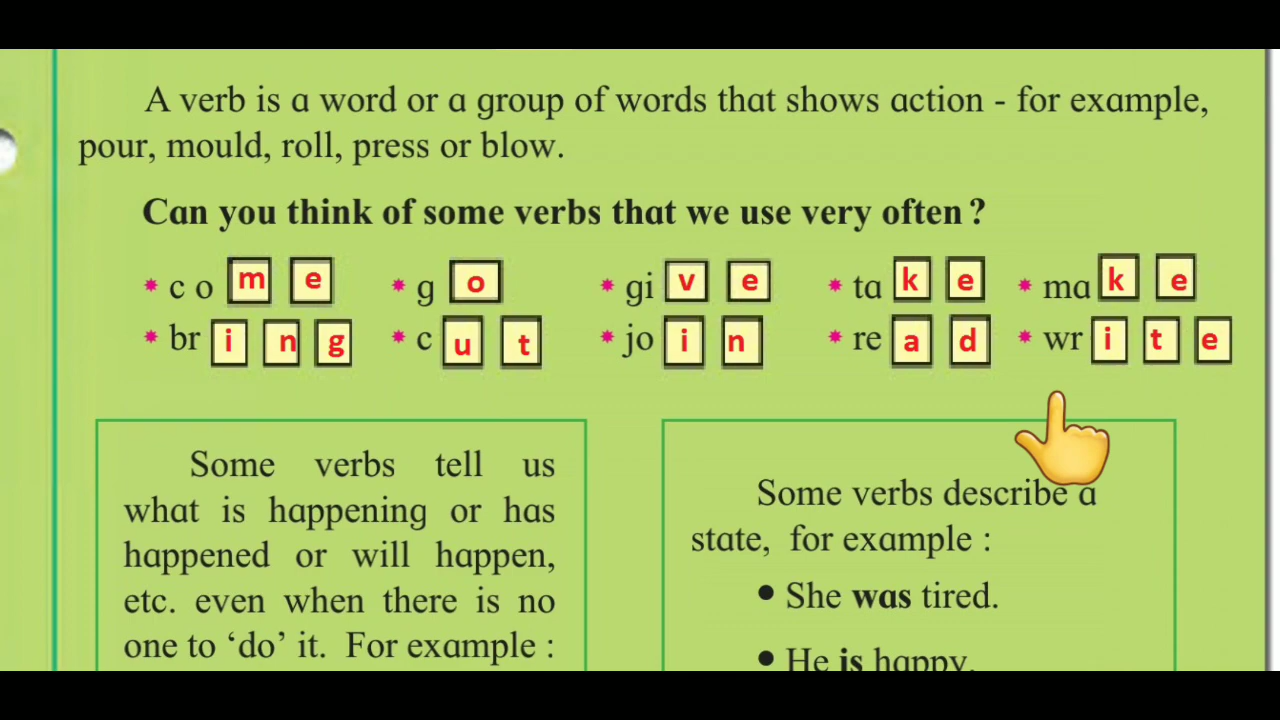 A verb is a word or a group of words that shows action - for example,
pour, mould, roll, press or blow.
Can you think of some verbs that we use very often ?
* c o m e * g o * gi v e * ta k e * ma k e
* br i n g * c u t * jo i n * re a d * wr i t e
Some verbs tell us
what is happening or has
happened or will happen,
etc. even when there is no
one to ‘do’ it. For example :
Some verbs describe a
state, for example :
• She was tired.
• He is happy.